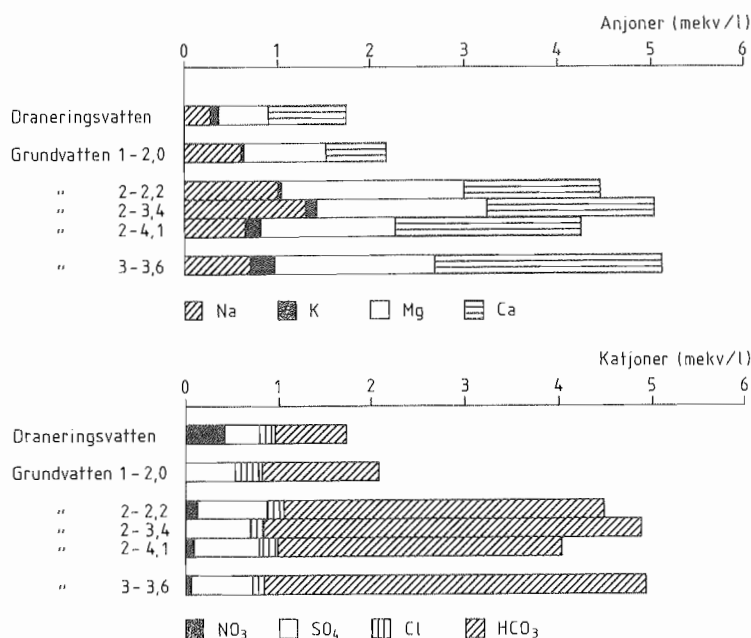 Anjoner (mekv/l)
0 1 2 3 4 5 6
Draneringsvatten
Grundvatten 1-2,0
" 2-2,2
" 2-3,4
" 2-4,1
" 3-3,6
Na K Mg Ca
Katjoner (mekv/l)
0 1 2 3 4 5 6
Draneringsvatten
Grundvatten 1-2,0
" 2-2,2
" 2-3,4
" 2-4,1
" 3-3,6
NO₃ SO₄ Cl HCO₃